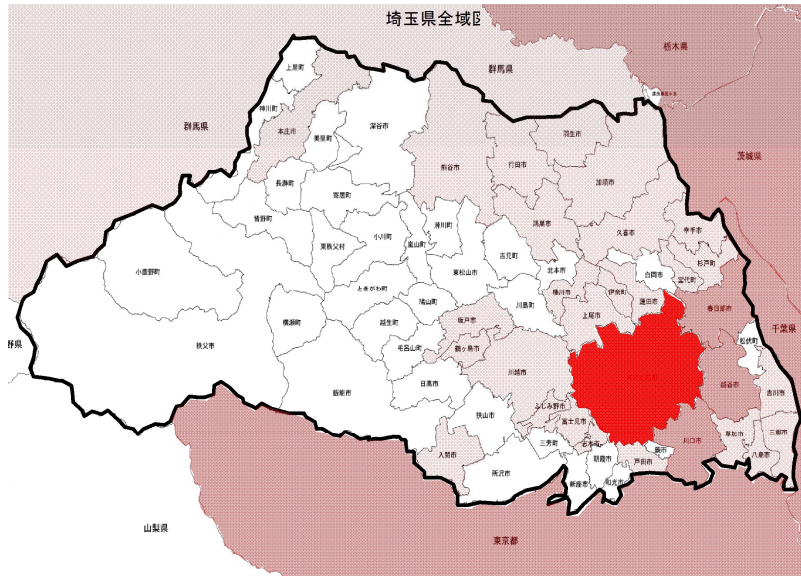 埼玉県全域
栃木県
群馬県
上里町
神川町
群馬県
本庄市
美里町
深谷市
羽生市
行田市
熊谷市
加須市
茨城県
長瀞町
寄居町
鴻巣市
皆野町
滑川町
久喜市
幸手市
小川町
東秩父村
嵐山町
吉見町
杉戸町
小鹿野町
東松山市
北本市
白岡市
宮代町
ときがわ町
桶川市
伊奈町
蓮田市
鳩山町
川島町
春日部市
上尾市
横瀬町
越生町
坂戸市
千葉県
松伏町
野県
秩父市
毛呂山町
鶴ヶ島市
川越市
日高市
越谷市
飯能市
吉川市
ふじみ野市
狭山市
富士見市
三芳町
志木市
川口市
草加市
三郷市
入間市
蕨市
八潮市
朝霞市
戸田市
所沢市
新座市
和光市
山梨県
東京都